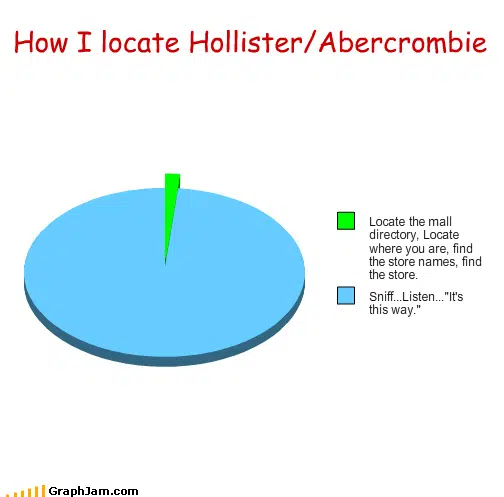 How I locate Hollister/Abercrombie
Locate the mall
directory, Locate
where you are, find
the store names, find
the store.
Sniff...Listen..."It's
this way."
GraphJam.com